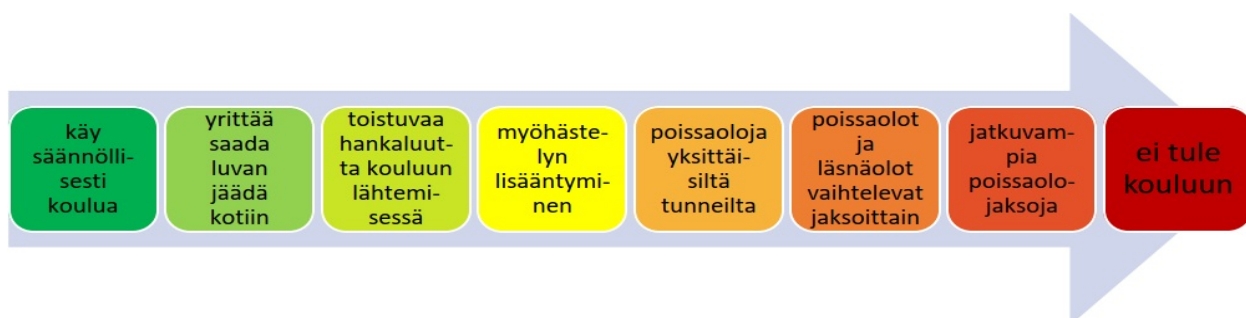 käy
säännölli-
sesti
koulua
yrittää
saada
luvan
jäädä
kotiin
toistuvaa
hankaluut-
ta kouluun
lähtemi-
sessä
myöhäste-
lyn
lisääntymi-
nen
poissaoloja
yksittäi-
siltä
tunneilta
poissaolot
ja
läsnäolot
vaihtelevat
jaksoittain
jatkuvam-
pia
poissaolo-
jaksoja
ei tule
kouluun